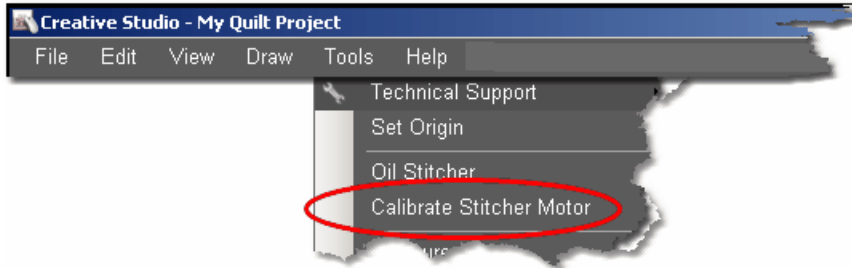 Creative Studio - My Quilt Project
File Edit View Draw Tools Help
Technical Support
Set Origin
Oil Stitcher
Calibrate Stitcher Motor